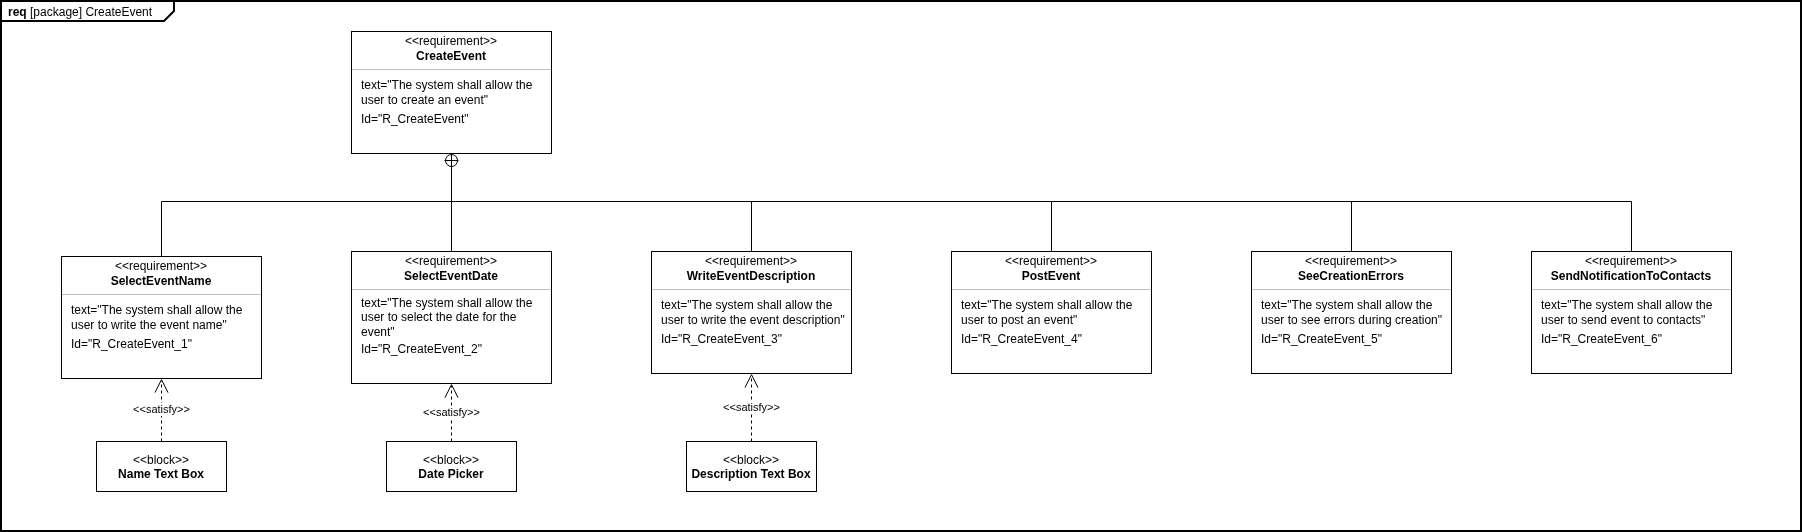 req [package] CreateEvent
<<requirement>>
CreateEvent
text="The system shall allow the
user to create an event"
Id="R_CreateEvent"
<<requirement>>
SelectEventName
text="The system shall allow the
user to write the event name"
Id="R_CreateEvent_1"
<<requirement>>
SelectEventDate
text="The system shall allow the
user to select the date for the
event"
Id="R_CreateEvent_2"
<<requirement>>
WriteEventDescription
text="The system shall allow the
user to write the event description"
Id="R_CreateEvent_3"
<<requirement>>
PostEvent
text="The system shall allow the
user to post an event"
Id="R_CreateEvent_4"
<<requirement>>
SeeCreationErrors
text="The system shall allow the
user to see errors during creation"
Id="R_CreateEvent_5"
<<requirement>>
SendNotificationToContacts
text="The system shall allow the
user to send event to contacts"
Id="R_CreateEvent_6"
<<satisfy>>
<<satisfy>>
<<satisfy>>
<<block>>
Name Text Box
<<block>>
Date Picker
<<block>>
Description Text Box